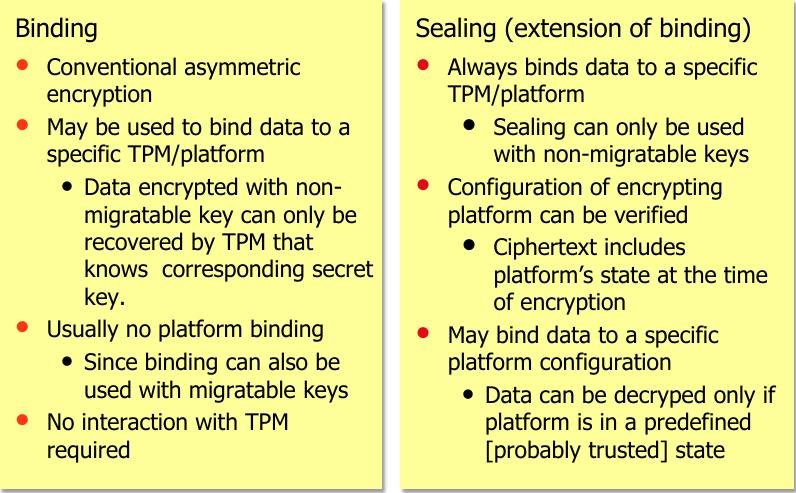 Binding
Conventional asymmetric
encryption
May be used to bind data to a
specific TPM/platform
Data encrypted with non-
migratable key can only be
recovered by TPM that
knows corresponding secret
key.
Usually no platform binding
Since binding can also be
used with migratable keys
No interaction with TPM
required
Sealing (extension of binding)
Always binds data to a specific
TPM/platform
Sealing can only be used
with non-migratable keys
Configuration of encrypting
platform can be verified
Ciphertext includes
platform's state at the time
of encryption
May bind data to a specific
platform configuration
Data can be decryped only if
platform is in a predefined
[probably trusted] state